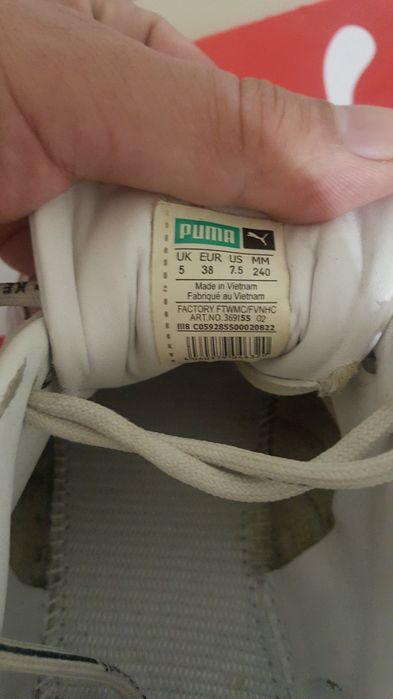 PUMA
UK EUR US MM
5 38 7.5 240
Made in Vietnam
Fabriqué au Vietnam
FACTORY FTWMC/FVNHC
ART.NO. 369155 02